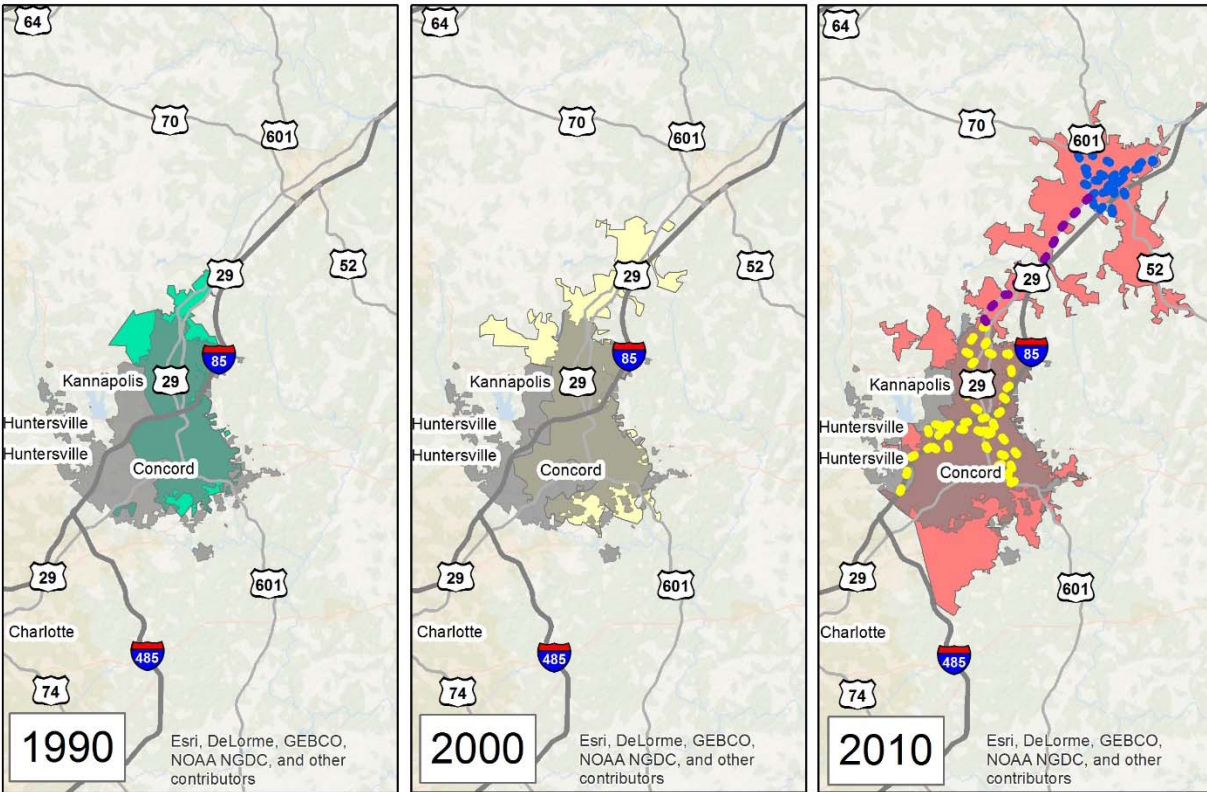 64
70
601
52
29
85
Kannapolis
29
Huntersville
Huntersville
Concord
29
601
Charlotte
485
74
1990
Esri, DeLorme, GEBCO,
NOAA NGDC, and other
contributors
64
70
601
52
29
85
Kannapolis
29
Huntersville
Huntersville
Concord
29
601
Charlotte
485
74
2000
Esri, DeLorme, GEBCO,
NOAA NGDC, and other
contributors
64
70
601
52
29
85
Kannapolis
29
Huntersville
Huntersville
Concord
29
601
Charlotte
485
74
2010
Esri, DeLorme, GEBCO,
NOAA NGDC, and other
contributors